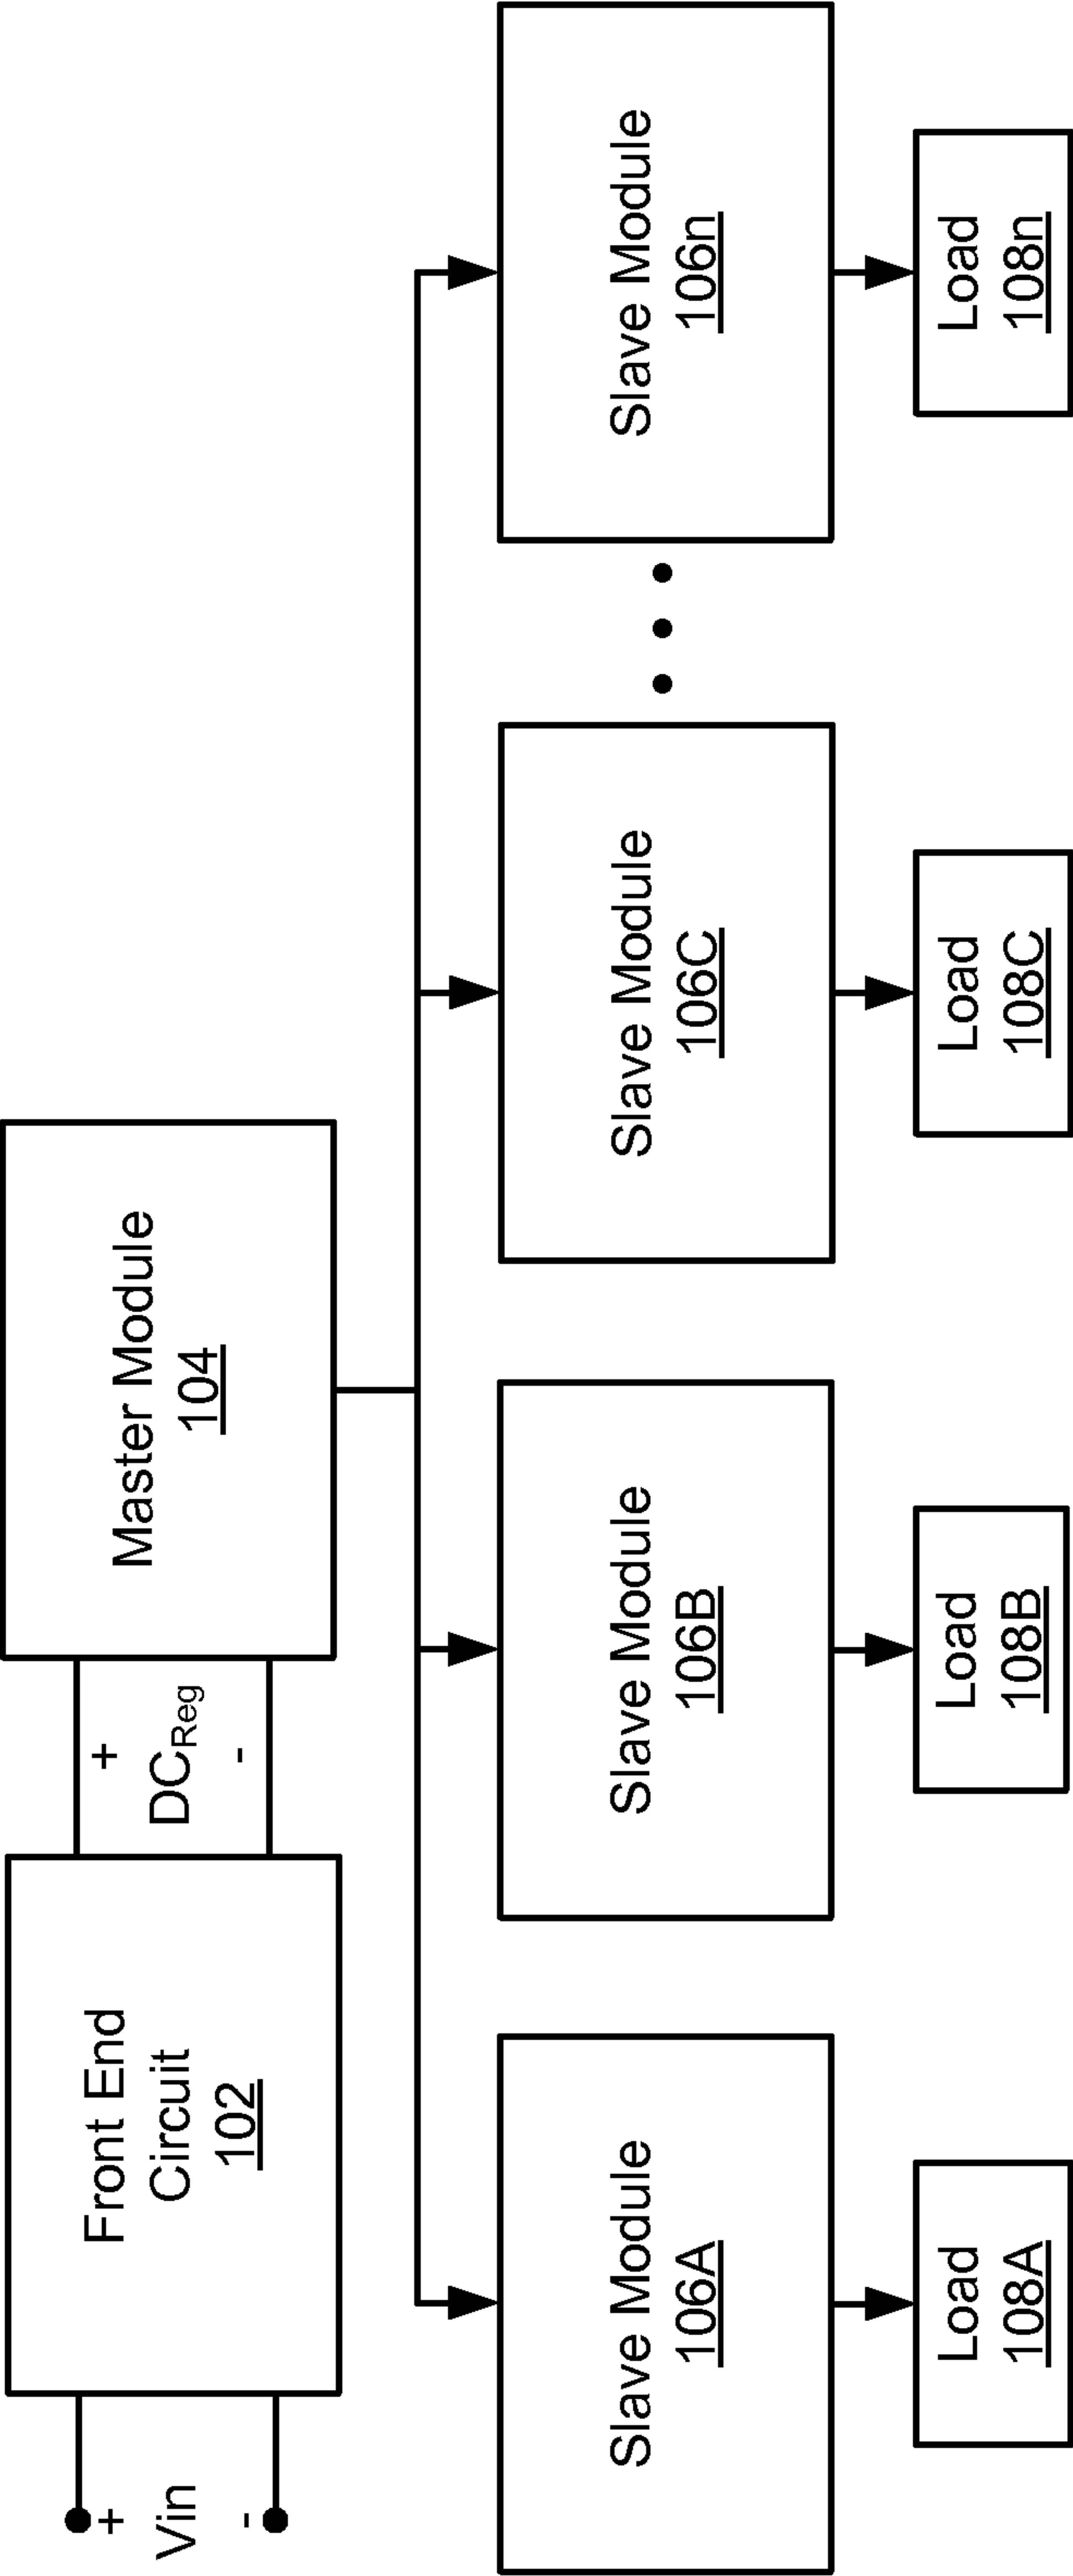 +
Vin
-
Front End
Circuit
102
+
DCReg
-
Master Module
104
Slave Module
106A
Slave Module
106B
Slave Module
106C
Slave Module
106n
Load
108A
Load
108B
Load
108C
Load
108n